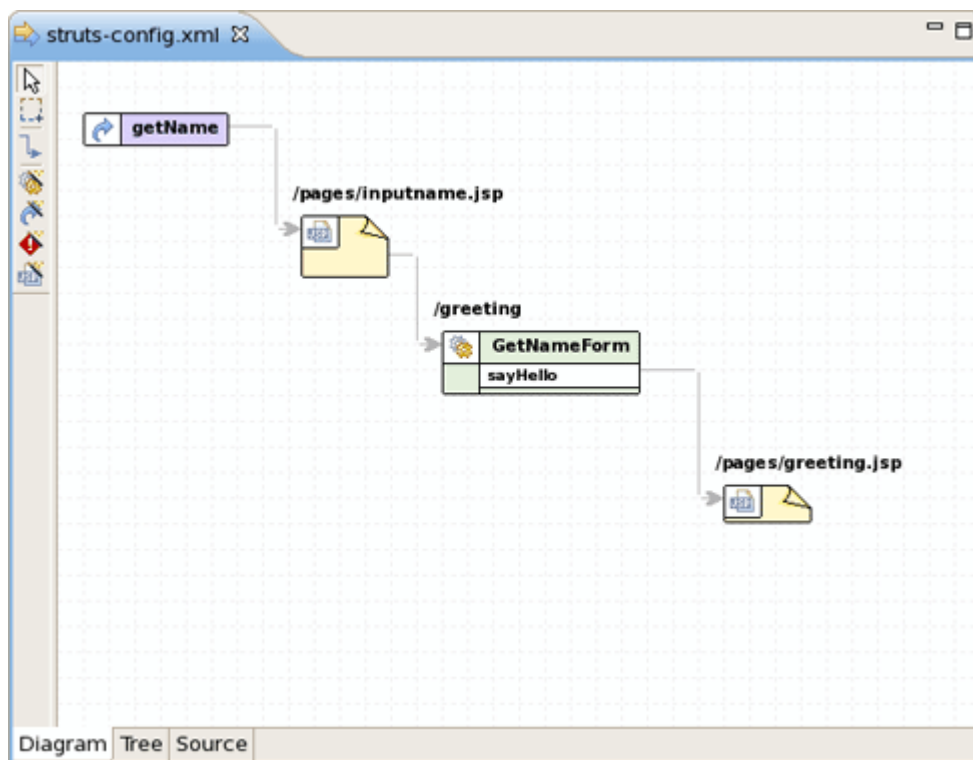 struts-config.xml
getName
/pages/inputname.jsp
/greeting
GetNameForm
sayHello
/pages/greeting.jsp
Diagram Tree Source